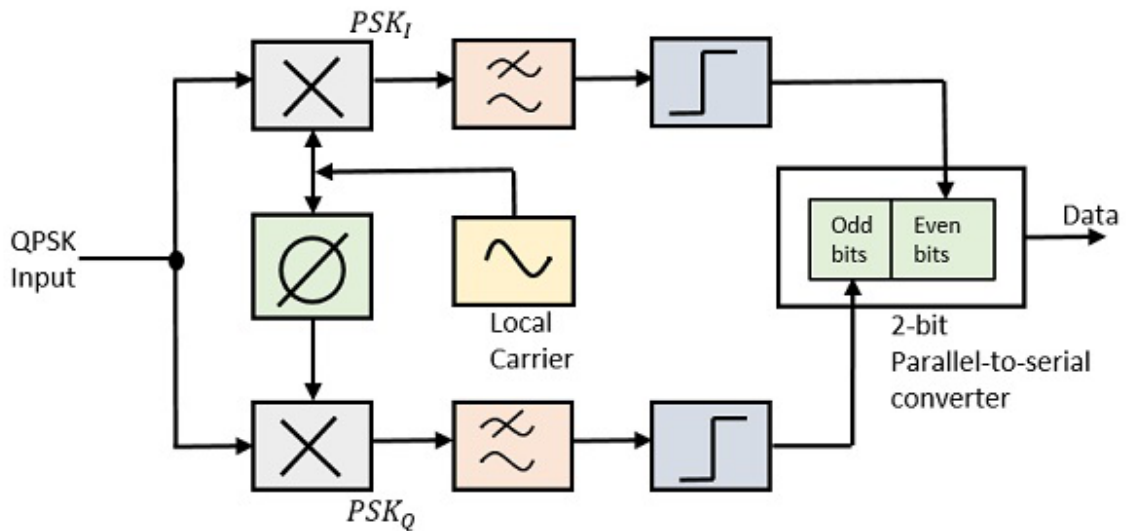 PSK_I
QPSK
Input
Local
Carrier
Odd
bits
Even
bits
Data
2-bit
Parallel-to-serial
converter
PSK_Q